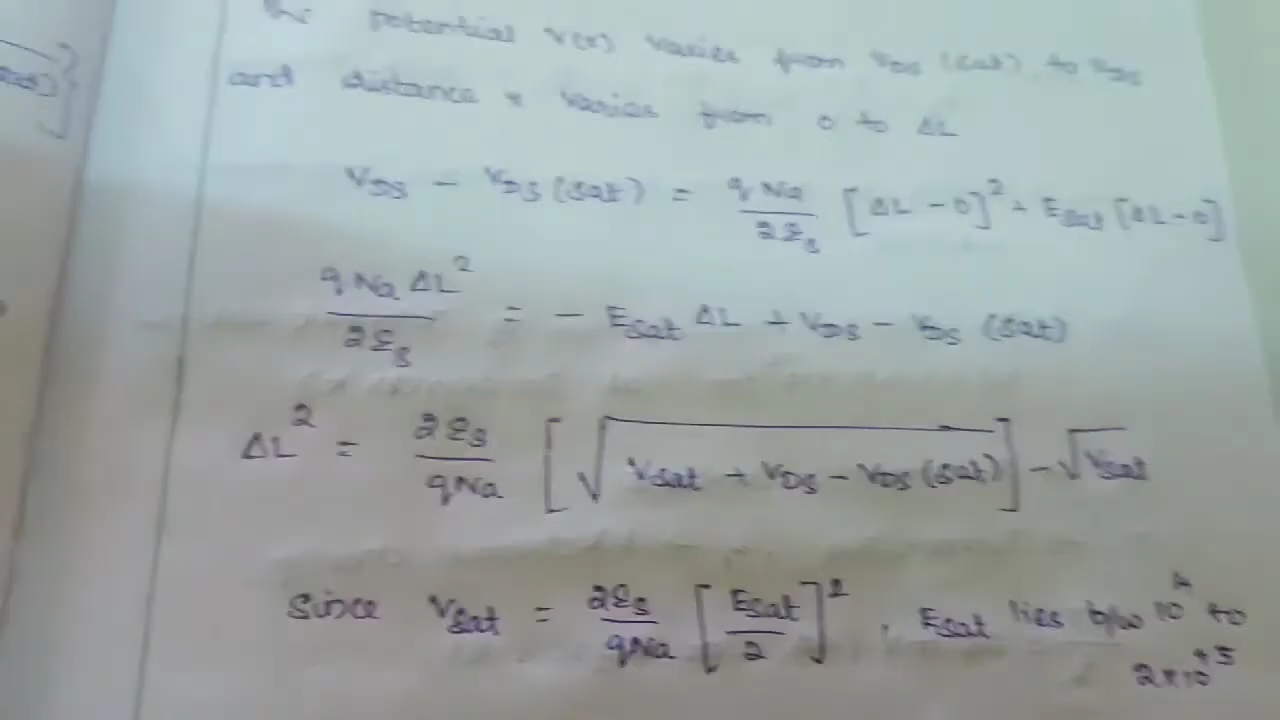 The potential V(x) varies from VDS (sat) to VDS
and distance x varies from 0 to ΔL
VDS - VDS (sat) = qNa/2εs [ΔL - 0]² + Esat [ΔL - 0]
qNa ΔL²/2εs = - Esat ΔL + VDS - VDS (sat)
ΔL² = 2εs/qNa [√(Vsat + VDS - VDS (sat))] - √Vsat
Since Vsat = 2εs/qNa [Esat/2]², Esat lies b/w 10⁴ to
2×10⁺⁵